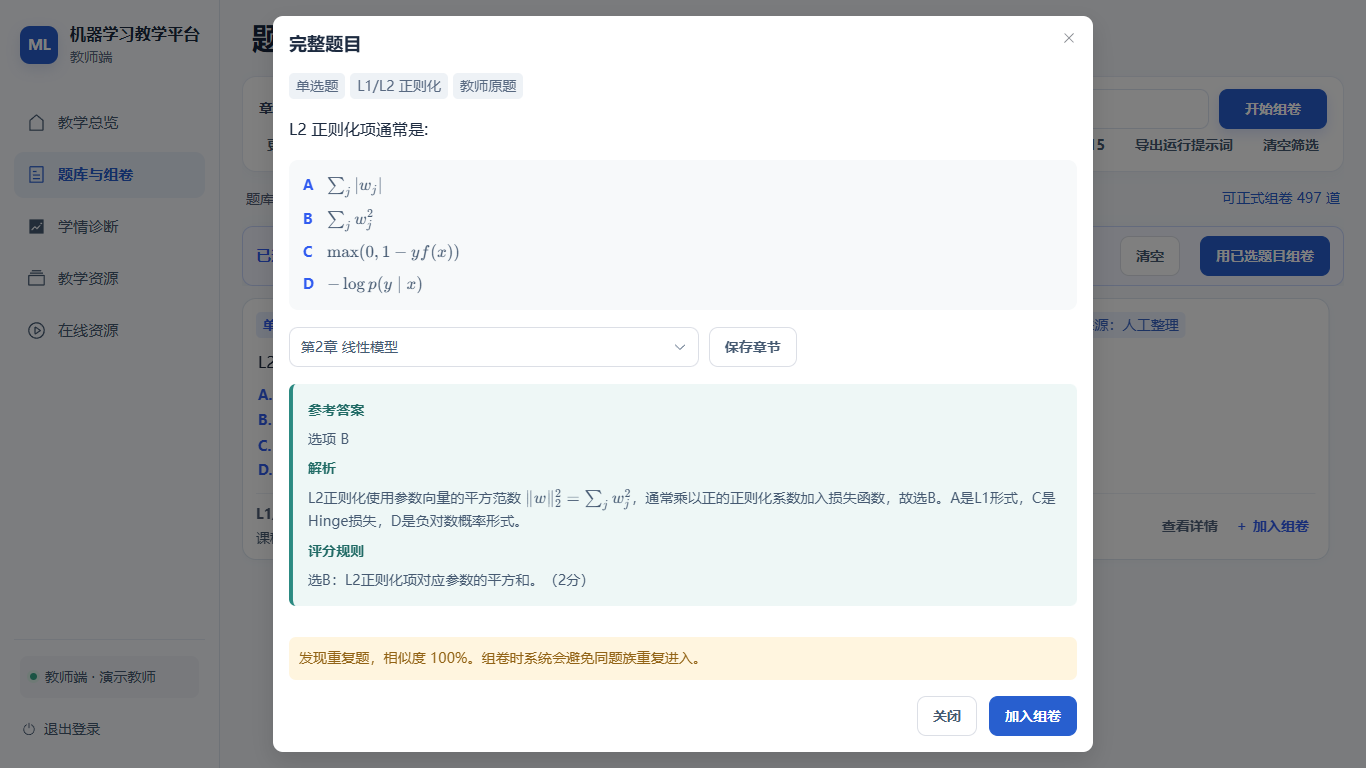 ML 机器学习教学平台
教师端
教学总览
题库与组卷
学情诊断
教学资源
在线资源
教师端 · 演示教师
退出登录
题
章
开始组卷
导出运行提示词
清空筛选
题库
可正式组卷 497 道
已
清空
用已选题目组卷
单
源：人工整理
L2
A.
B.
C.
D.
L1
课
查看详情
+ 加入组卷
完整题目
单选题 L1/L2 正则化 教师原题
L2 正则化项通常是:
A ∑_j |w_j|
B ∑_j w_j^2
C max(0, 1 − yf(x))
D − log p(y | x)
第2章 线性模型
保存章节
参考答案
选项 B
解析
L2正则化使用参数向量的平方范数 ‖w‖_2^2 = ∑_j w_j^2，通常乘以正的正则化系数加入损失函数，故选B。A是L1形式，C是
Hinge损失，D是负对数概率形式。
评分规则
选B：L2正则化项对应参数的平方和。（2分）
发现重复题，相似度 100%。组卷时系统会避免同题族重复进入。
关闭
加入组卷